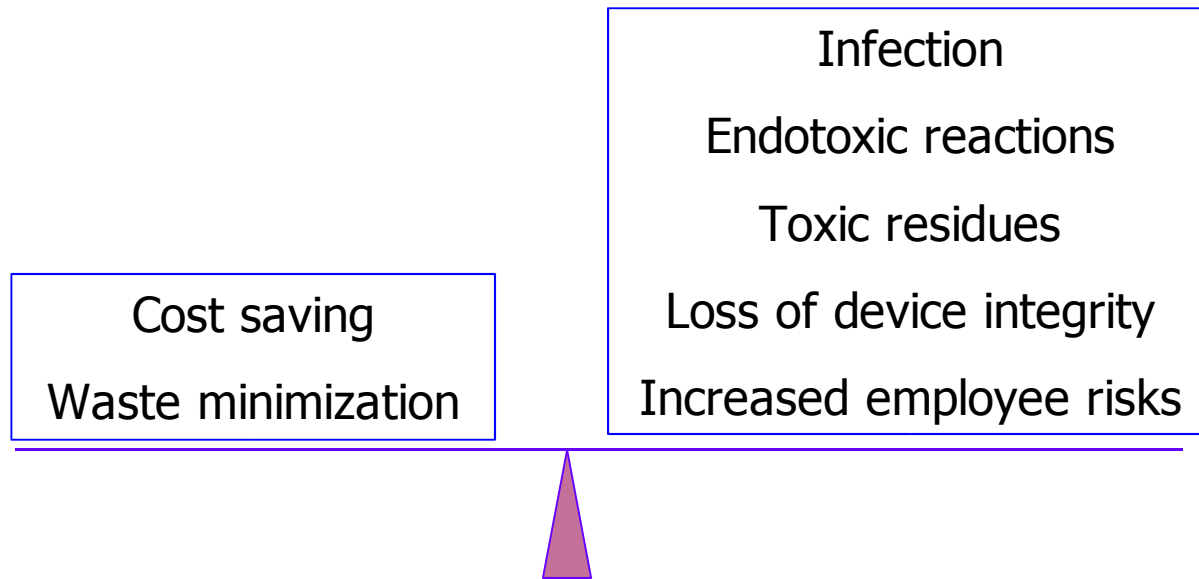 Cost saving
Waste minimization
Infection
Endotoxic reactions
Toxic residues
Loss of device integrity
Increased employee risks